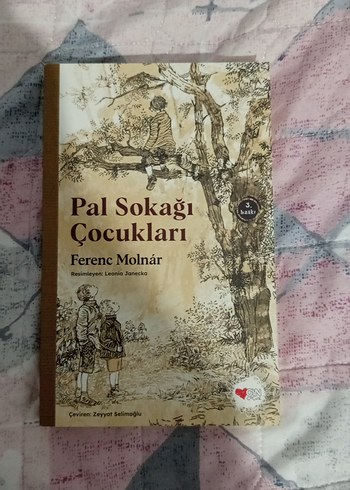 Pal Sokağı
Çocukları
Ferenc Molnár
Resimleyen: Leonia Janecka
3.
baskı
Çeviren: Zeyyat Selimoğlu